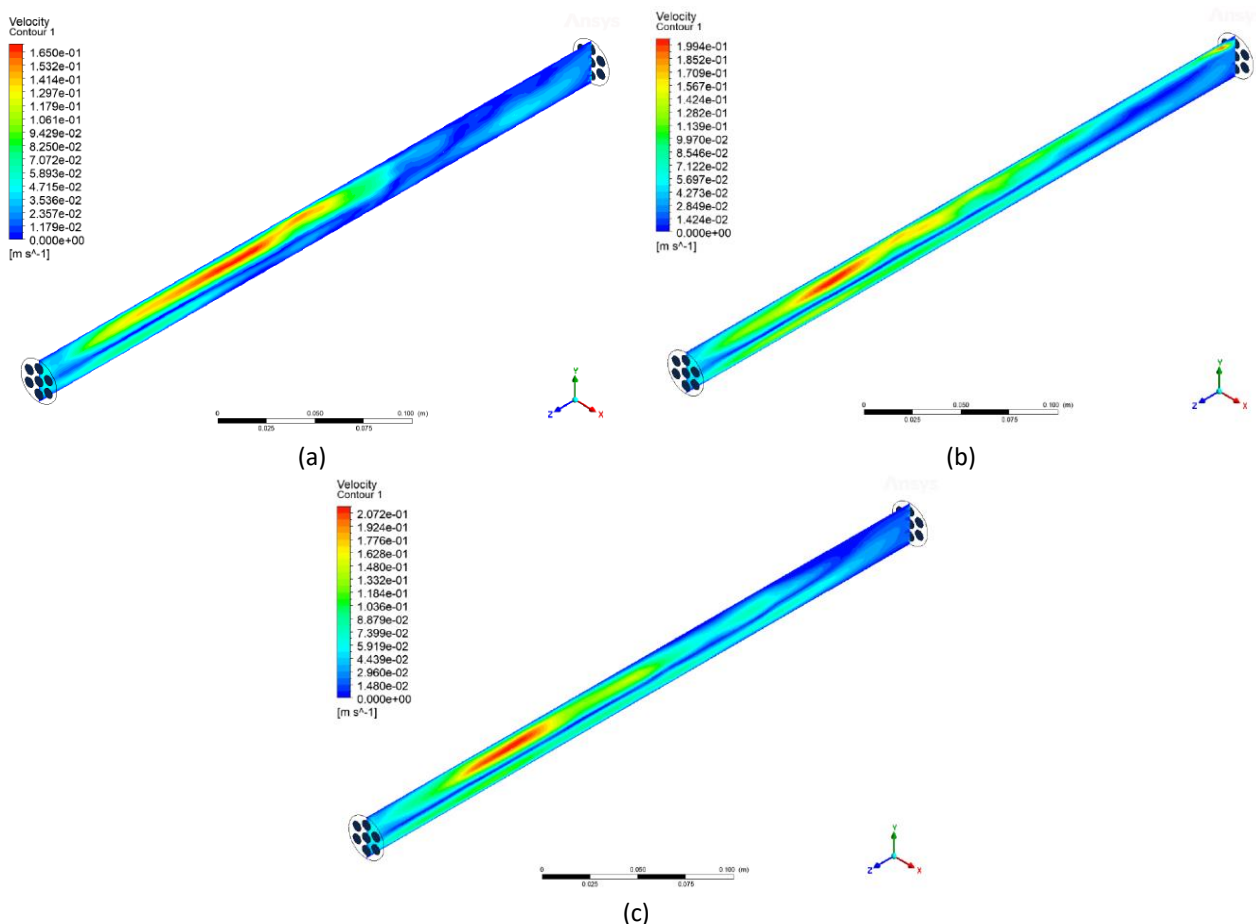 Velocity
Contour 1
1.650e-01
1.532e-01
1.414e-01
1.297e-01
1.179e-01
1.061e-01
9.429e-02
8.250e-02
7.072e-02
5.893e-02
4.715e-02
3.536e-02
2.357e-02
1.179e-02
0.000e+00
[m s^-1]
Ansys
0 0.050 0.100 (m)
0.025 0.075
Y
Z X
(a)
Velocity
Contour 1
1.994e-01
1.852e-01
1.709e-01
1.567e-01
1.424e-01
1.282e-01
1.139e-01
9.970e-02
8.546e-02
7.122e-02
5.697e-02
4.273e-02
2.849e-02
1.424e-02
0.000e+00
[m s^-1]
Ansys
0 0.050 0.100 (m)
0.025 0.075
Y
Z X
(b)
Velocity
Contour 1
2.072e-01
1.924e-01
1.776e-01
1.628e-01
1.480e-01
1.332e-01
1.184e-01
1.036e-01
8.879e-02
7.399e-02
5.919e-02
4.439e-02
2.960e-02
1.480e-02
0.000e+00
[m s^-1]
Ansys
0 0.050 0.100 (m)
0.025 0.075
Y
Z X
(c)